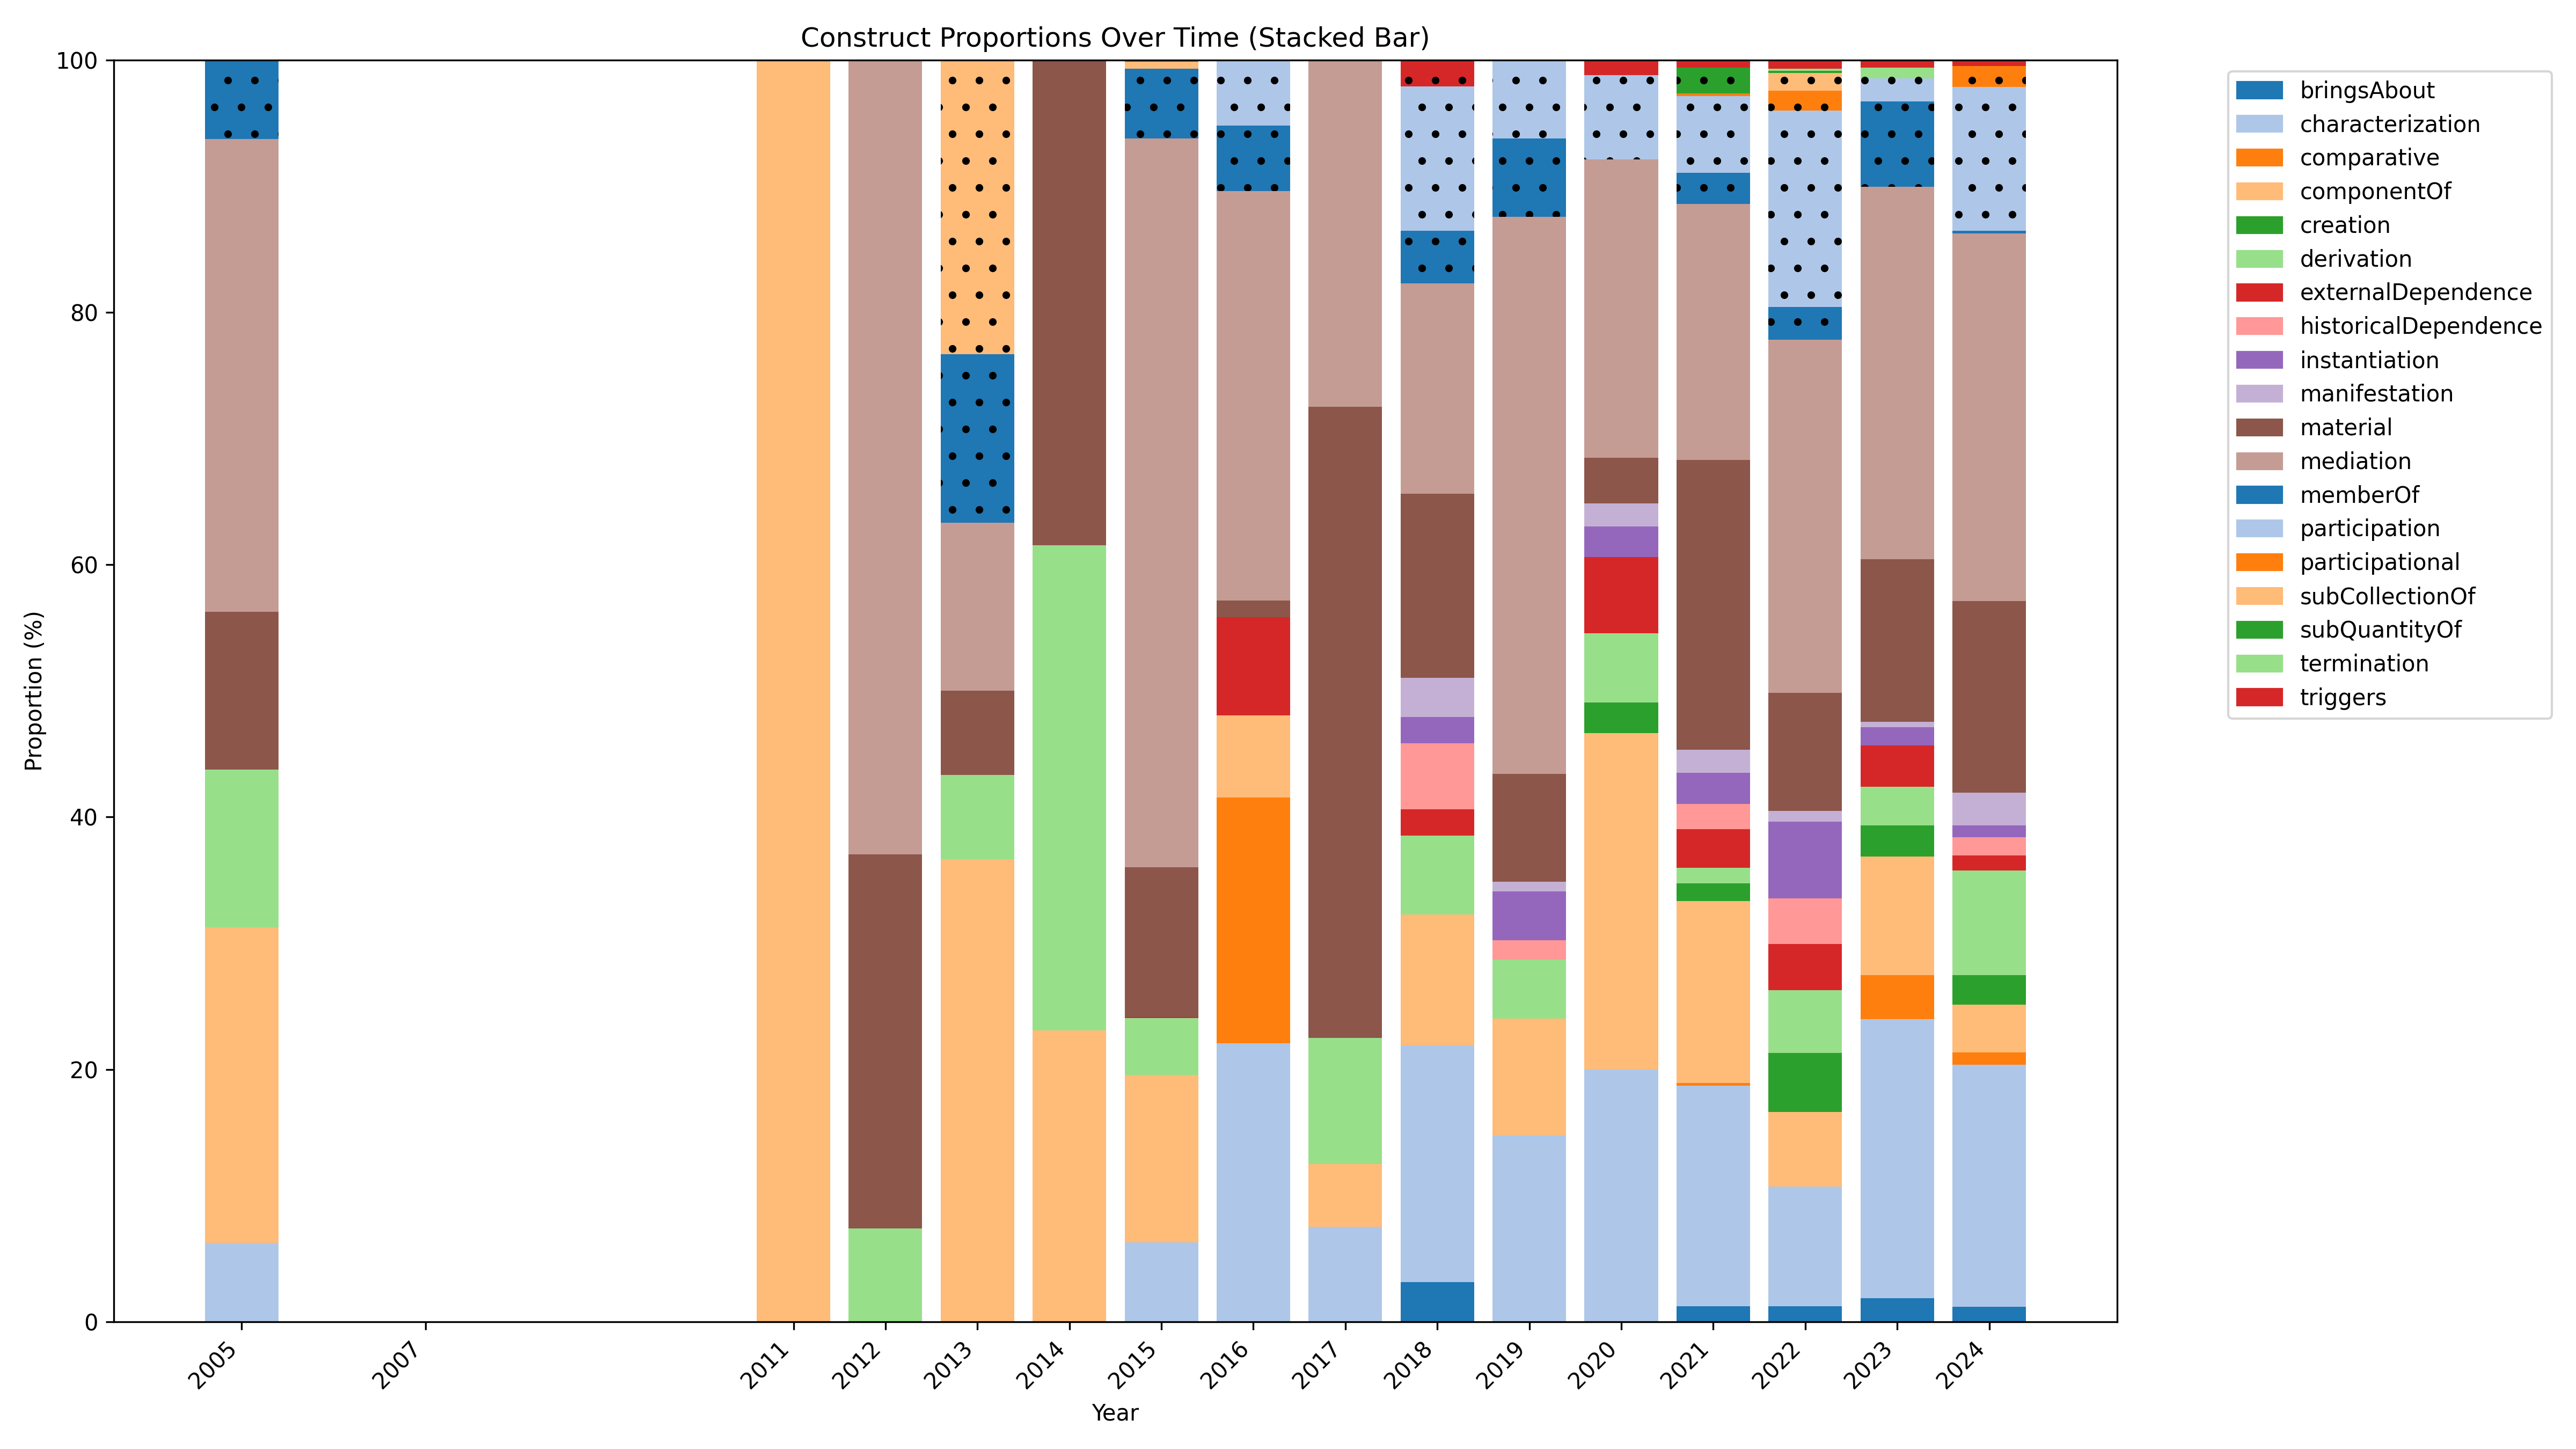 Construct Proportions Over Time (Stacked Bar)
100
80
60
40
20
0
Proportion (%)
2005
2007
2011
2012
2013
2014
2015
2016
2017
2018
2019
2020
2021
2022
2023
2024
Year
bringsAbout
characterization
comparative
componentOf
creation
derivation
externalDependence
historicalDependence
instantiation
manifestation
material
mediation
memberOf
participation
participational
subCollectionOf
subQuantityOf
termination
triggers